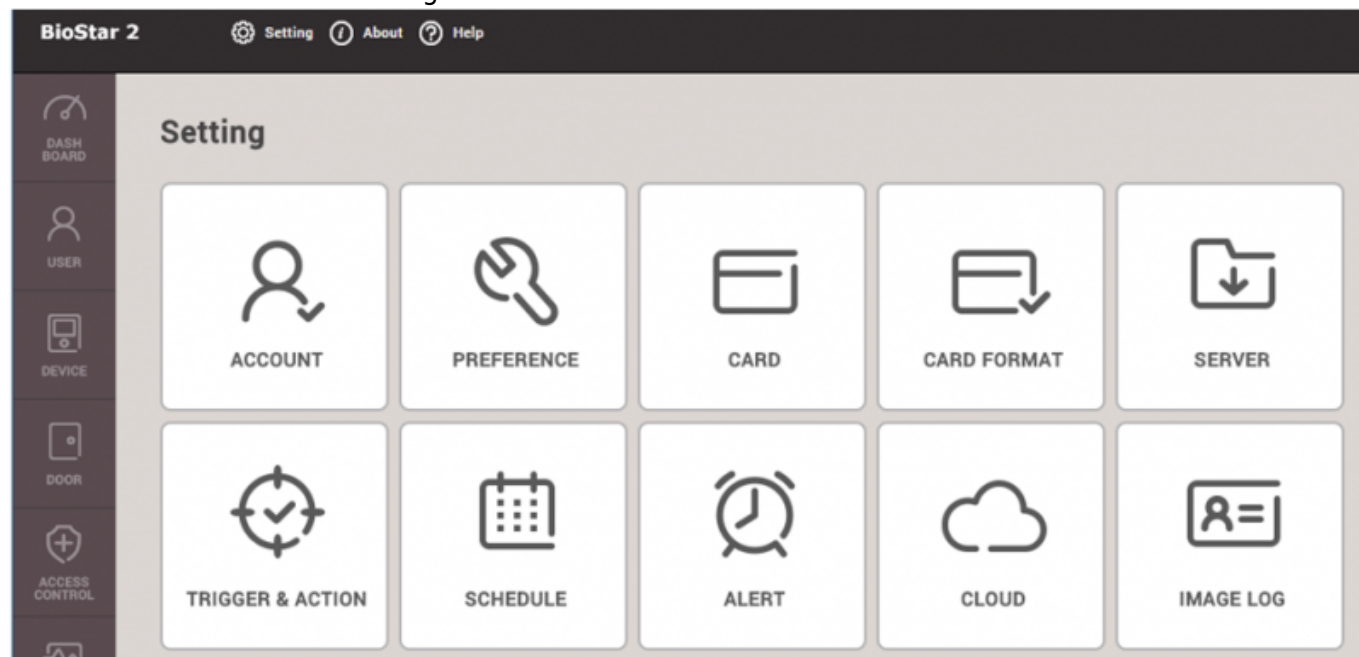 BioStar 2 Setting About Help
DASH
BOARD
USER
DEVICE
DOOR
ACCESS
CONTROL
Setting
ACCOUNT PREFERENCE CARD CARD FORMAT SERVER
TRIGGER & ACTION SCHEDULE ALERT CLOUD IMAGE LOG